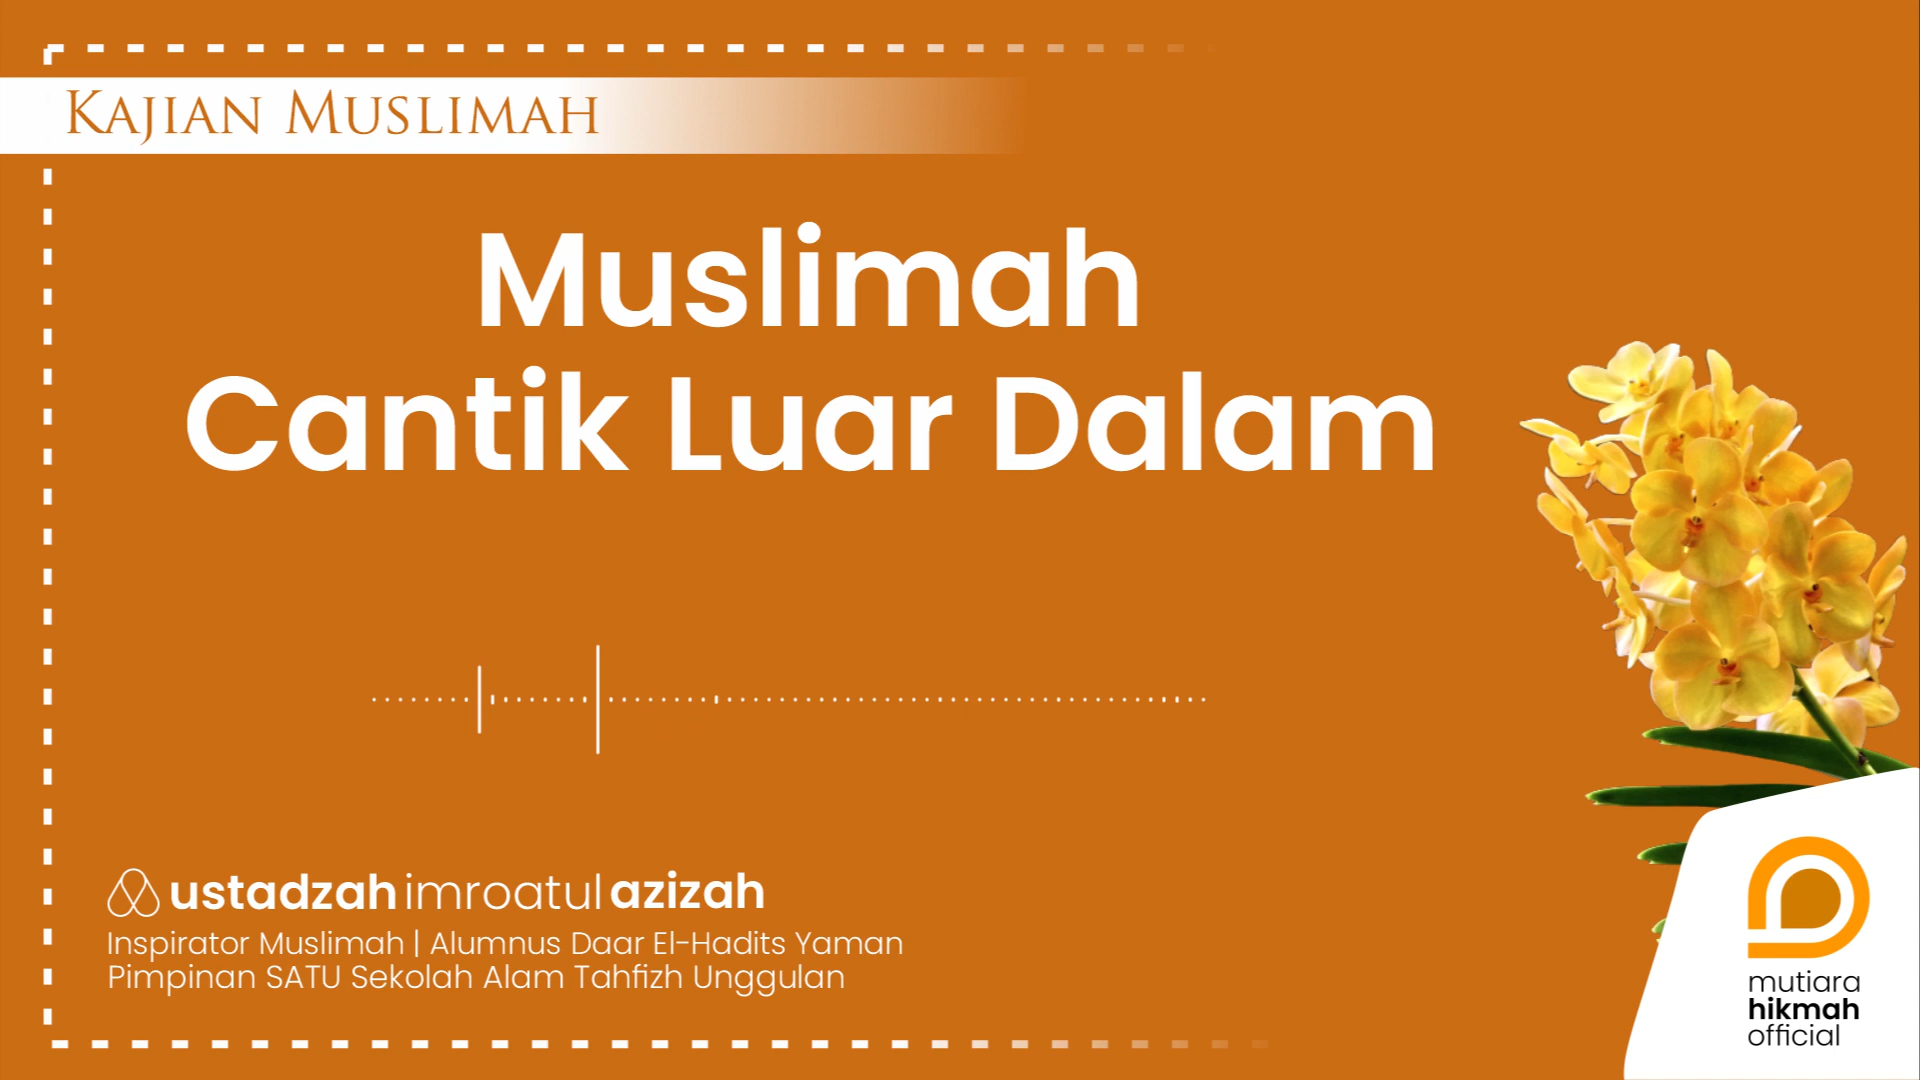 Kajian Muslimah
Muslimah
Cantik Luar Dalam
ustadzah imroatul azizah
Inspirator Muslimah | Alumnus Daar El-Hadits Yaman
Pimpinan SATU Sekolah Alam Tahfizh Unggulan
mutiara
hikmah
official